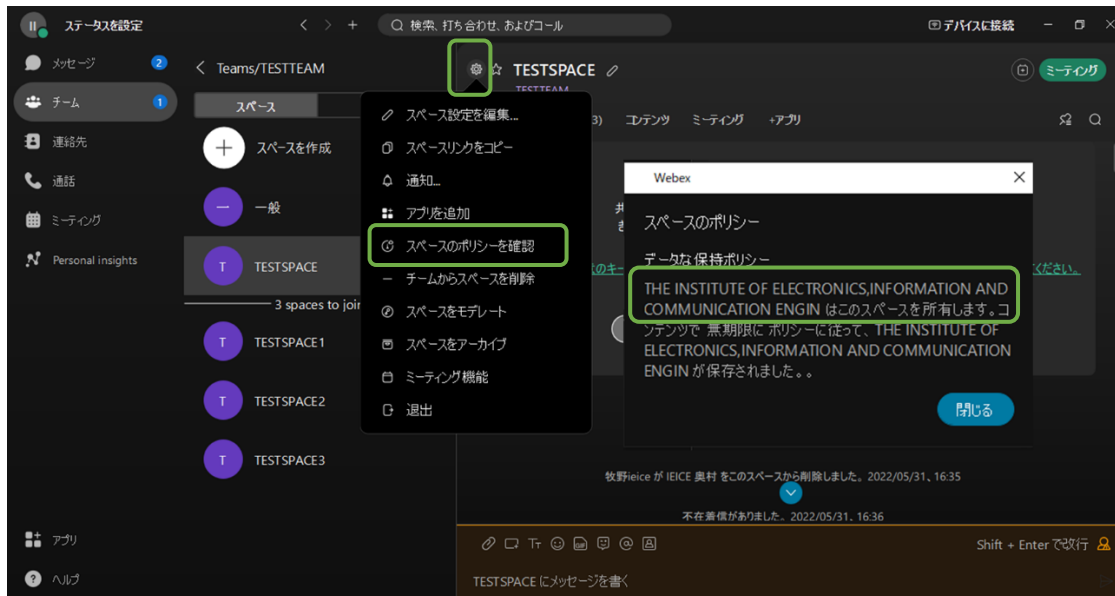 ステータスを設定
検索、打ち合わせ、およびコール
デバイスに接続
メッセージ 2
チーム 1
連絡先
通話
ミーティング
Personal insights
アプリ
ヘルプ
Teams/TESTTEAM
スペース
スペースを作成
一 一般
T TESTSPACE
3 spaces to joir
T TESTSPACE1
T TESTSPACE2
T TESTSPACE3
TESTSPACE
TESTTEAM
ミーティング
3) コンテンツ ミーティング +アプリ
スペース設定を編集...
スペースリンクをコピー
通知...
アプリを追加
スペースのポリシーを確認
チームからスペースを削除
スペースをモデレート
スペースをアーカイブ
ミーティング機能
退出
共
き
のキー
ください。
Webex
スペースのポリシー
データな 保持ポリシー
THE INSTITUTE OF ELECTRONICS,INFORMATION AND
COMMUNICATION ENGIN はこのスペースを所有します。コ
ンテンツで 無期限に ポリシーに従って、THE INSTITUTE OF
ELECTRONICS,INFORMATION AND COMMUNICATION
ENGIN が保存されました。。
閉じる
牧野ieice が IEICE 奥村 をこのスペースから削除しました。2022/05/31、16:35
不在着信がありました。2022/05/31、16:36
Tт GIF @
Shift + Enter で改行
TESTSPACE にメッセージを書く